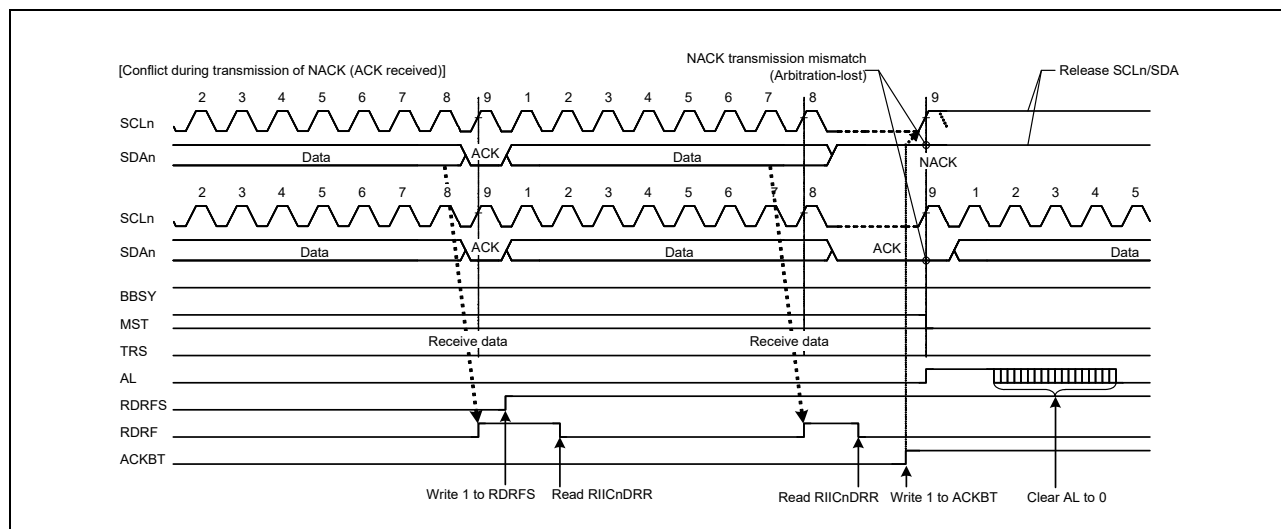 [Conflict during transmission of NACK (ACK received)]
NACK transmission mismatch
(Arbitration-lost)
Release SCLn/SDA
2 3 4 5 6 7 8 9 1 2 3 4 5 6 7 8 9
SCLn
SDAn Data ACK Data NACK
2 3 4 5 6 7 8 9 1 2 3 4 5 6 7 8 9 1 2 3 4 5
SCLn
SDAn Data ACK Data ACK Data
BBSY
MST
TRS Receive data Receive data
AL
RDRFS
RDRF
ACKBT
Write 1 to RDRFS Read RIICnDRR Read RIICnDRR Write 1 to ACKBT Clear AL to 0